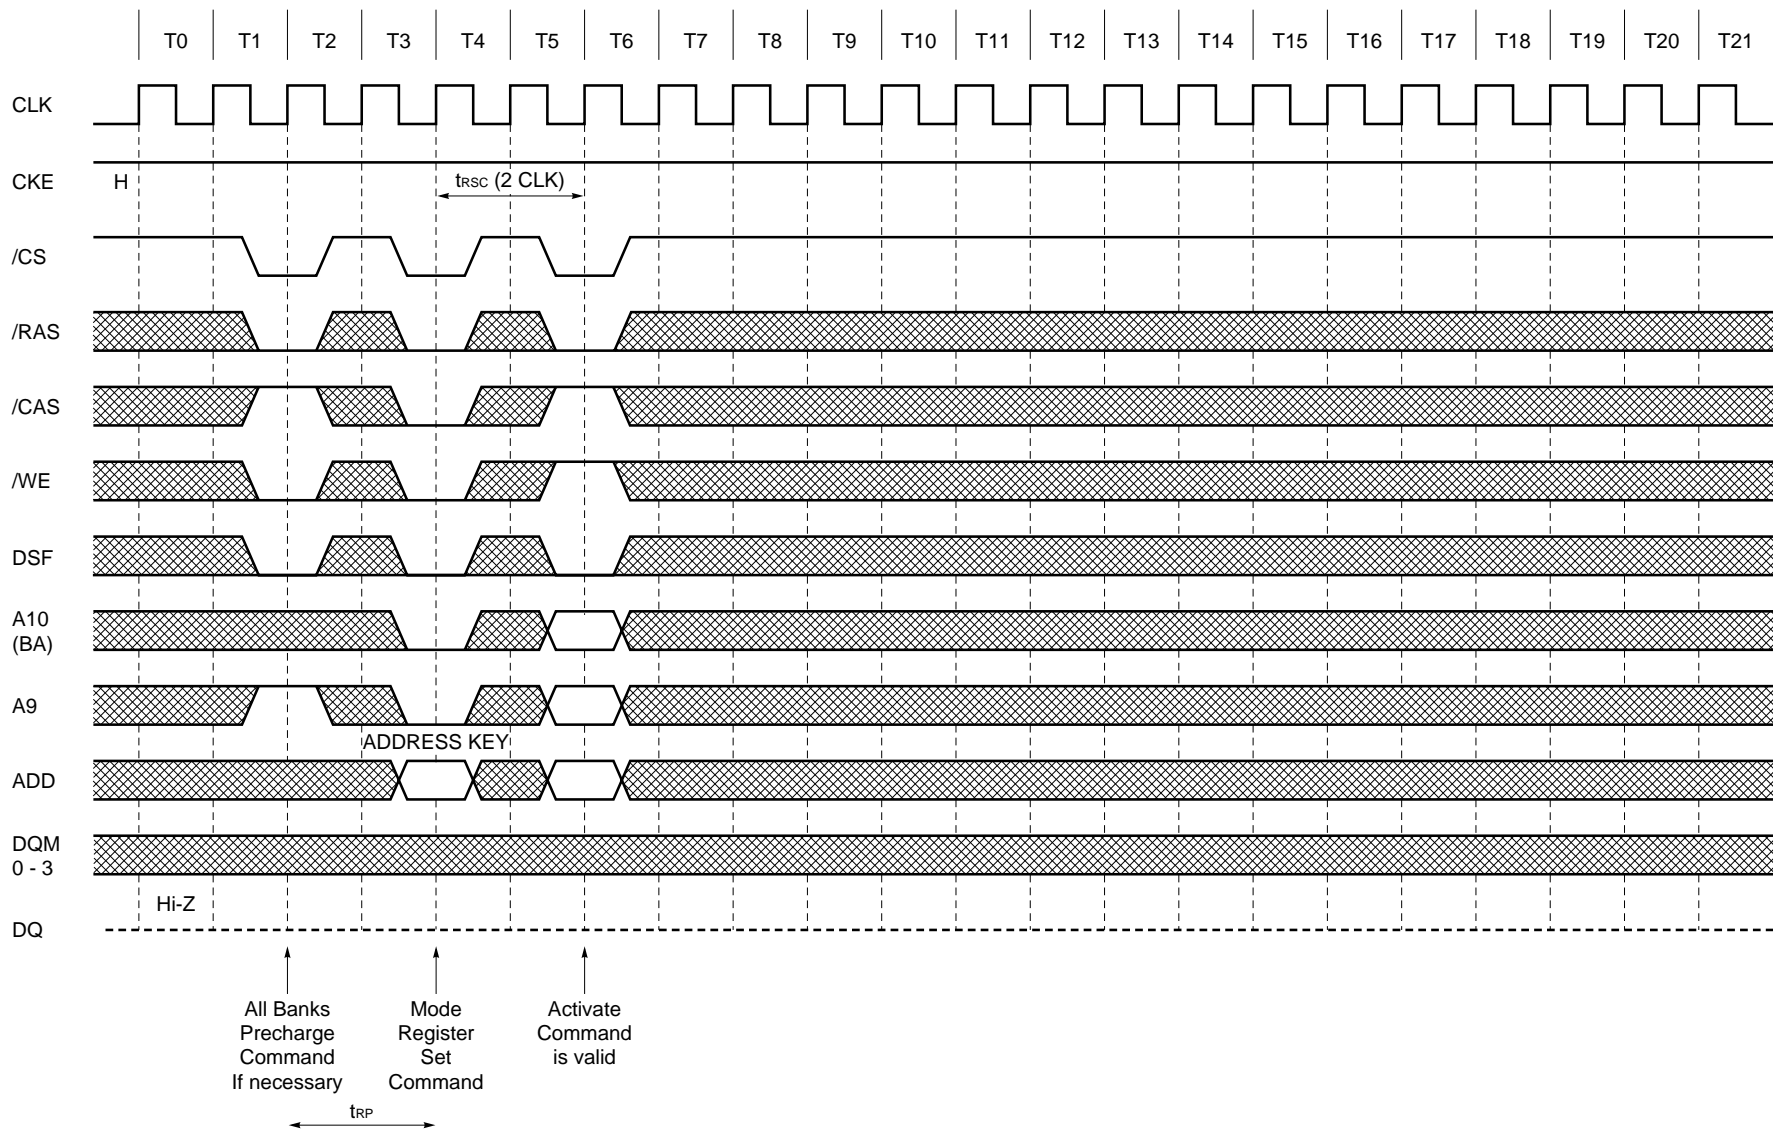 T0 T1 T2 T3 T4 T5 T6 T7 T8 T9 T10 T11 T12 T13 T14 T15 T16 T17 T18 T19 T20 T21
CLK
CKE H tRSC (2 CLK)
/CS
/RAS
/CAS
/WE
DSF
A10
(BA)
A9
ADDRESS KEY
ADD
DQM
0 - 3
Hi-Z
DQ
All Banks
Precharge
Command
If necessary
Mode
Register
Set
Command
Activate
Command
is valid
tRP